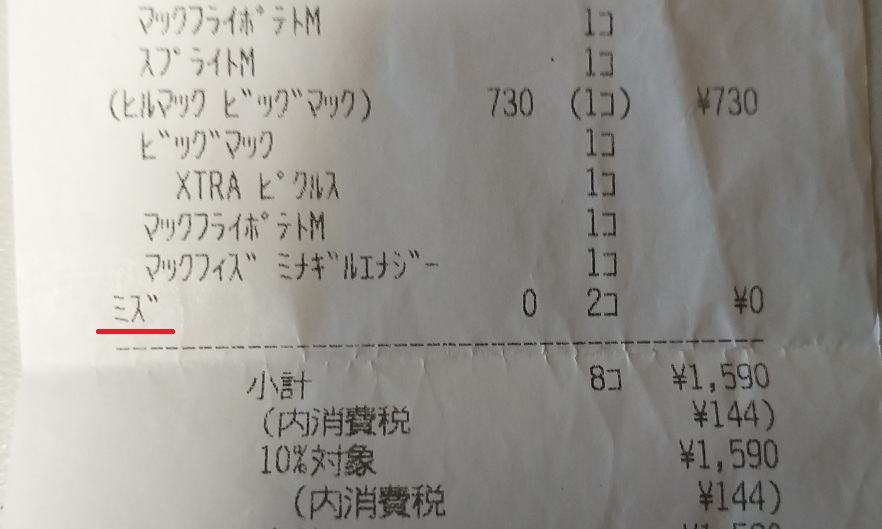 マックフライポテトM 1コ
スプライトM 1コ
(ヒルマック ビッグマック) 730 (1コ) ¥730
ビッグマック 1コ
XTRA ピクルス 1コ
マックフライポテトM 1コ
マックフィズ ミナギルエナジー 1コ
ミズ 0 2コ ¥0
小計 8コ ¥1,590
(内消費税 ¥144)
10%対象 ¥1,590
(内消費税 ¥144)